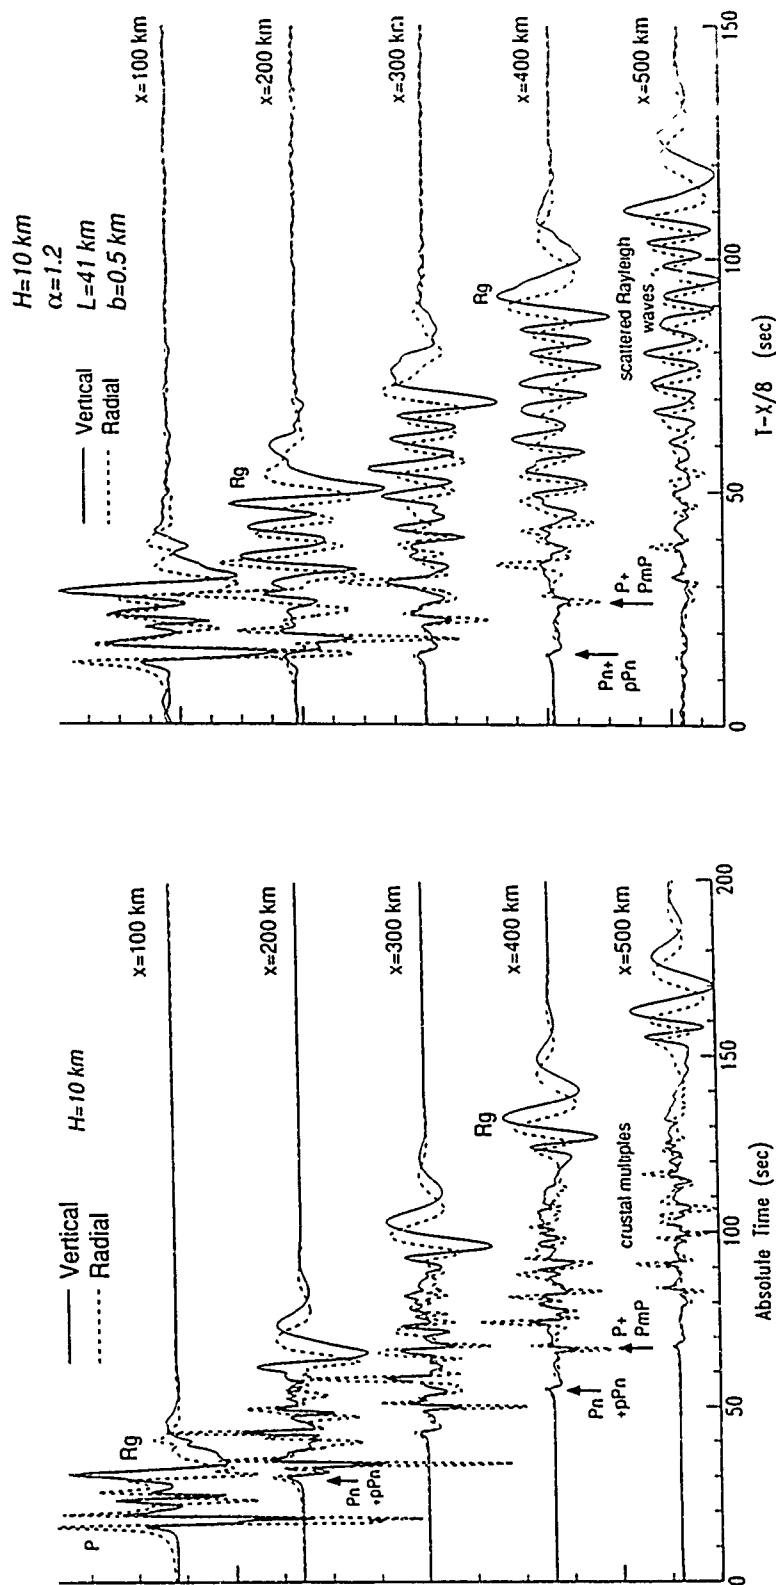 Vertical
Radial
H=10 km
P
Rg
x=100 km
x=200 km
Pn
+pPn
x=300 km
x=400 km
Rg
Pn
+pPn
P+
PmP
crustal multiples
x=500 km
0
50
100
150
200
Absolute Time (sec)
Vertical
Radial
H=10 km
α=1.2
L=41 km
b=0.5 km
x=100 km
x=200 km
Rg
x=300 km
x=400 km
Rg
Pn+
pPn
P+
PmP
scattered Rayleigh
waves
x=500 km
0
50
100
150
T-X/8 (sec)